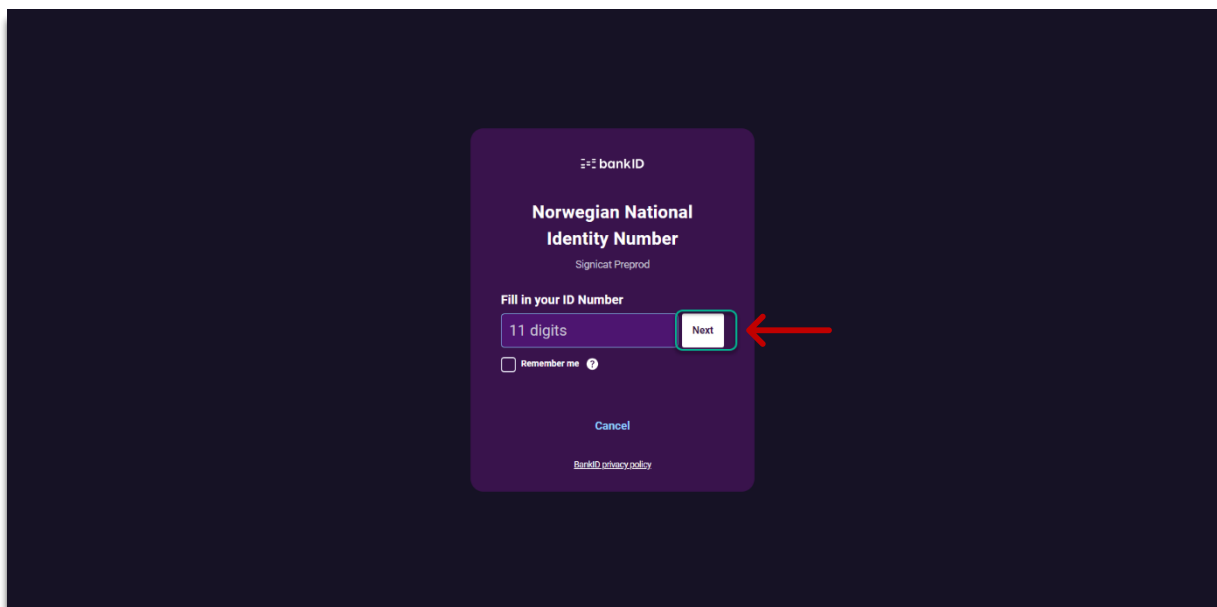 bankID
Norwegian National
Identity Number
Signicat Preprod
Fill in your ID Number
11 digits
Next
Remember me ?
Cancel
BankID privacy policy